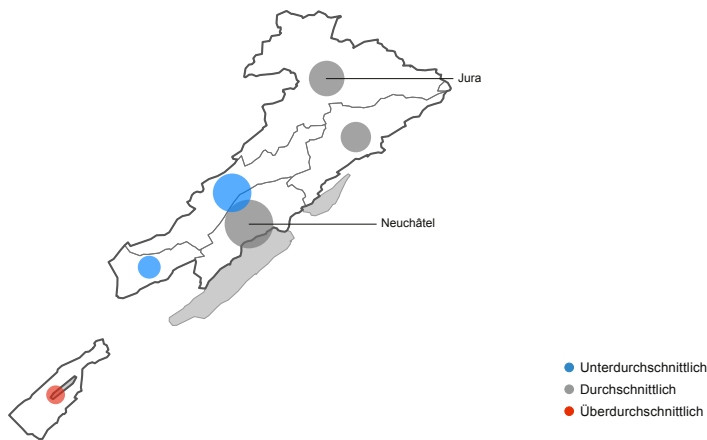 Jura
Neuchâtel
Unterdurchschnittlich
Durchschnittlich
Überdurchschnittlich